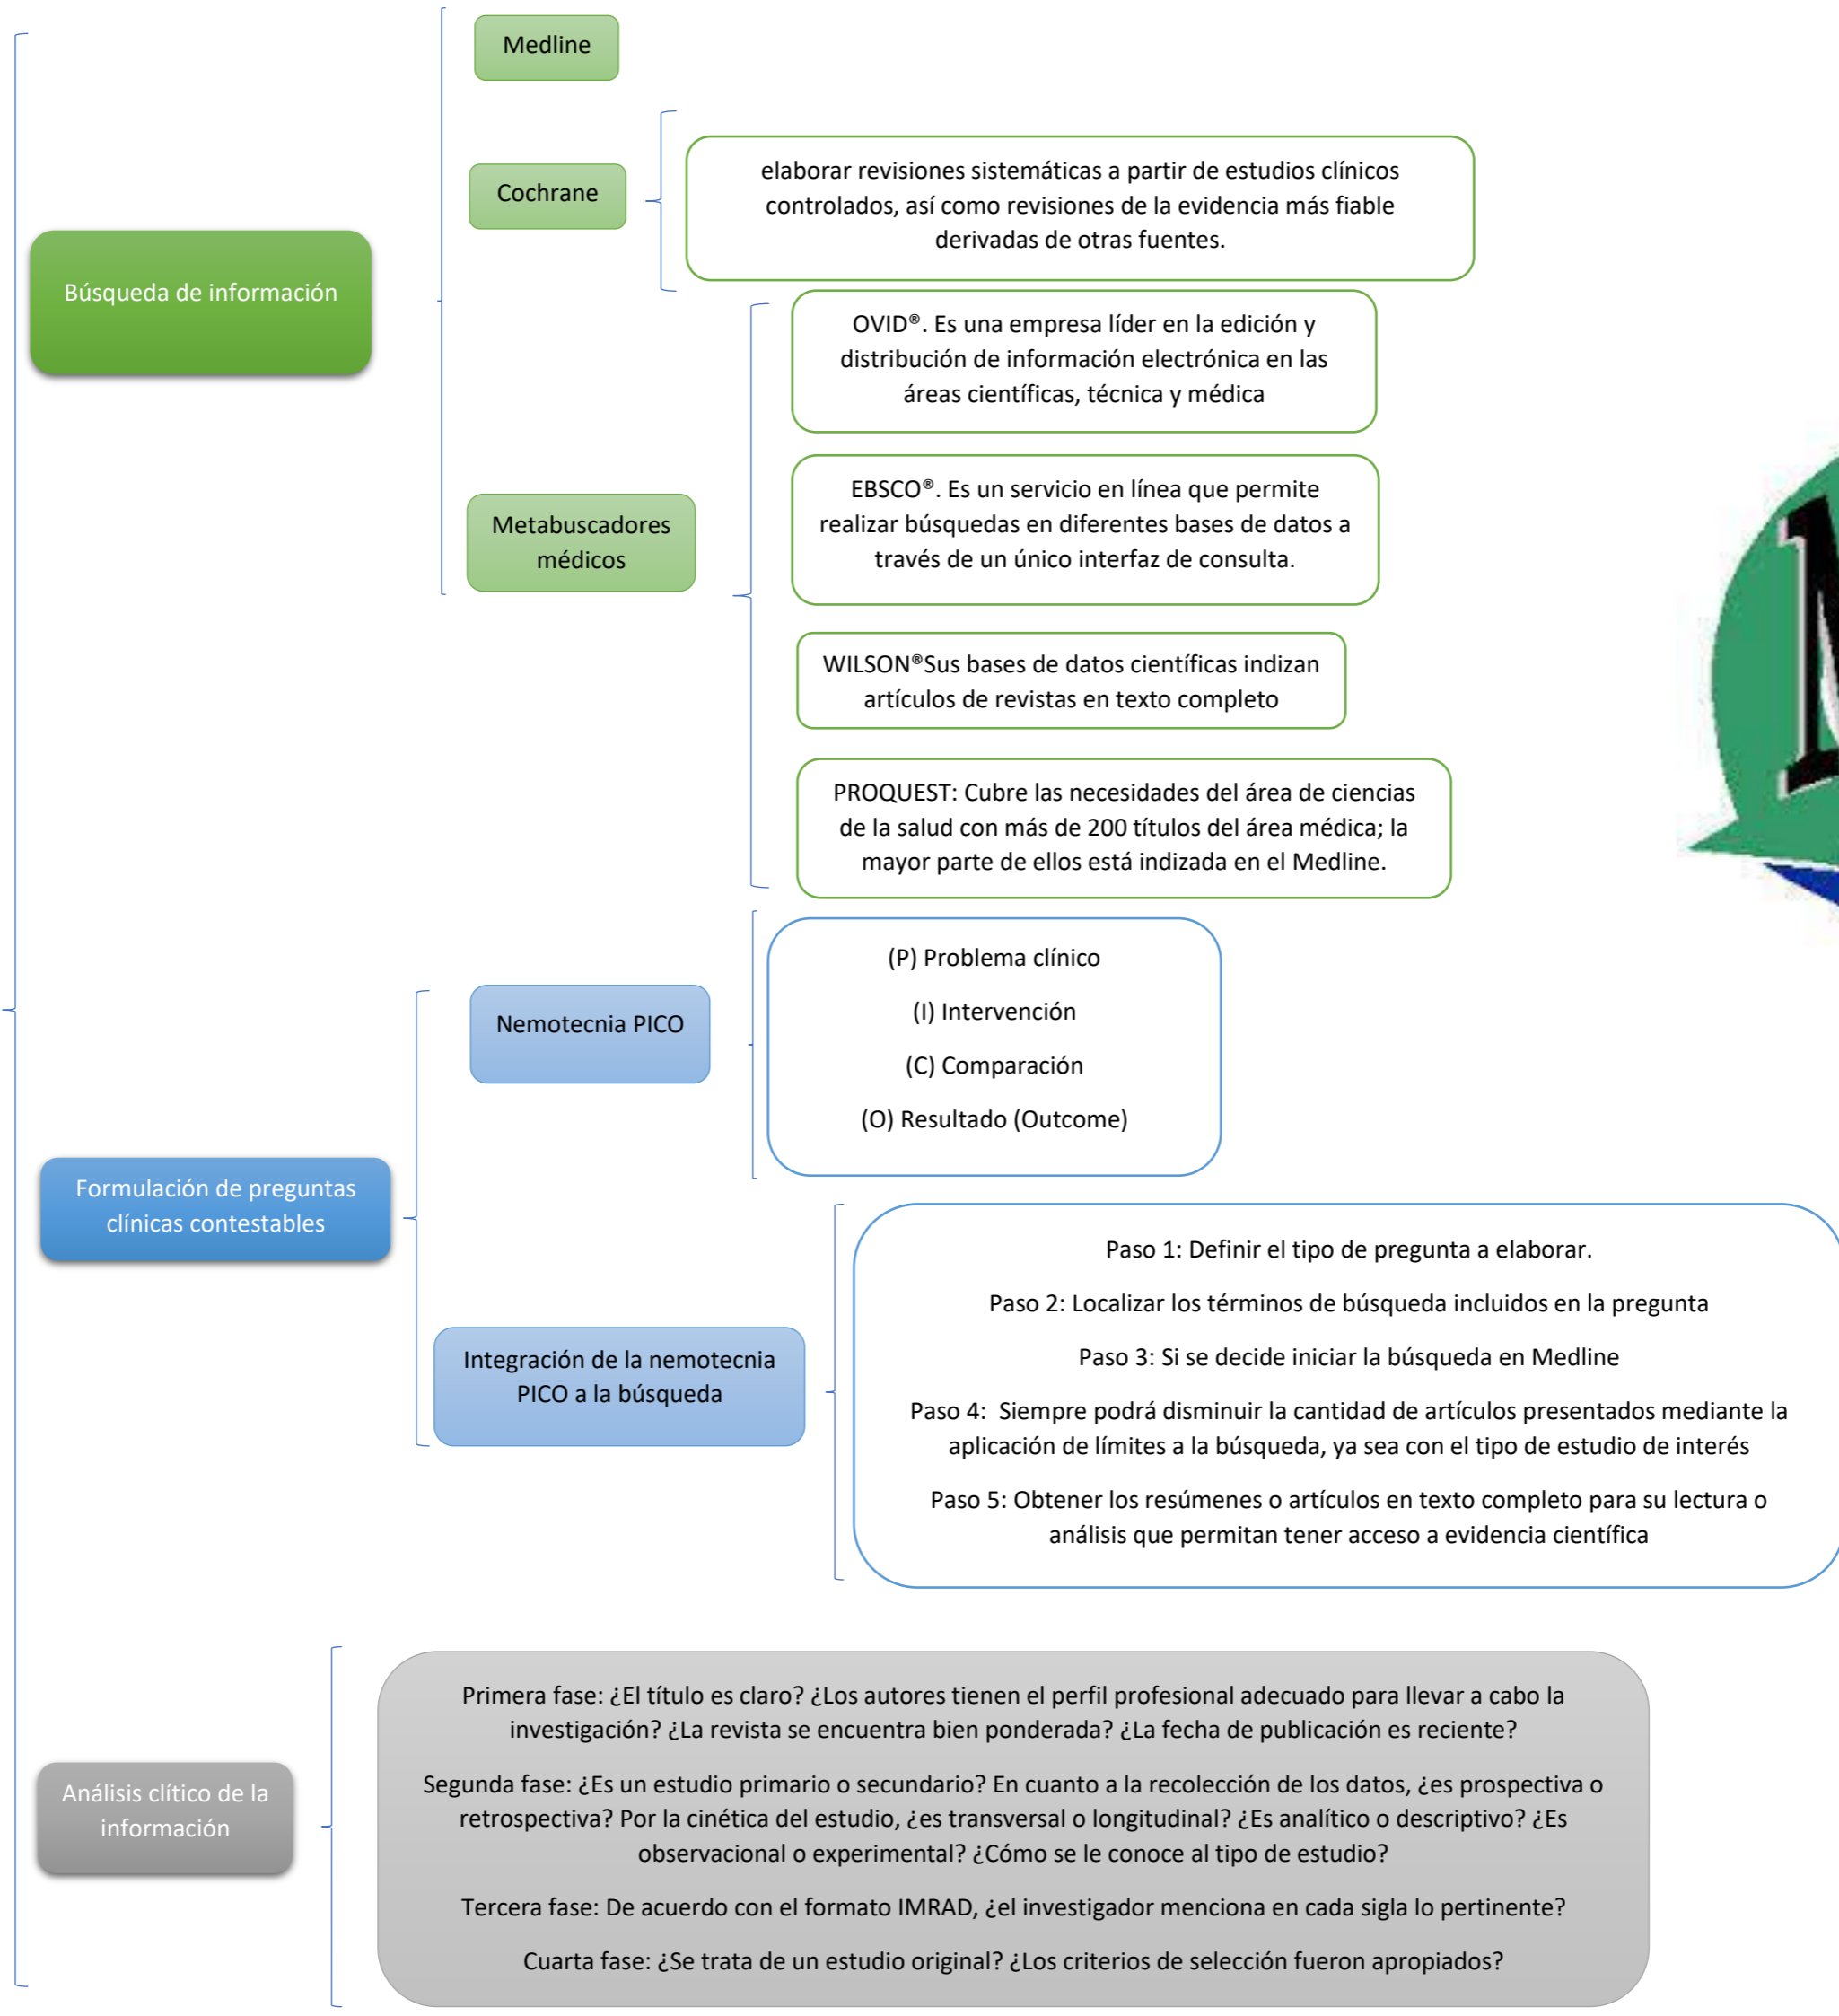 Medline
Cochrane
elaborar revisiones sistemáticas a partir de estudios clínicos
controlados, así como revisiones de la evidencia más fiable
derivadas de otras fuentes.
Búsqueda de información
OVID®. Es una empresa líder en la edición y
distribución de información electrónica en las
áreas científicas, técnica y médica
Metabuscadores
médicos
EBSCO®. Es un servicio en línea que permite
realizar búsquedas en diferentes bases de datos a
través de un único interfaz de consulta.
WILSON®Sus bases de datos científicas indizan
artículos de revistas en texto completo
PROQUEST: Cubre las necesidades del área de ciencias
de la salud con más de 200 títulos del área médica; la
mayor parte de ellos está indizada en el Medline.
Nemotecnia PICO
(P) Problema clínico
(I) Intervención
(C) Comparación
(O) Resultado (Outcome)
Formulación de preguntas
clínicas contestables
Integración de la nemotecnia
PICO a la búsqueda
Paso 1: Definir el tipo de pregunta a elaborar.
Paso 2: Localizar los términos de búsqueda incluidos en la pregunta
Paso 3: Si se decide iniciar la búsqueda en Medline
Paso 4: Siempre podrá disminuir la cantidad de artículos presentados mediante la
aplicación de límites a la búsqueda, ya sea con el tipo de estudio de interés
Paso 5: Obtener los resúmenes o artículos en texto completo para su lectura o
análisis que permitan tener acceso a evidencia científica
Análisis clítico de la
información
Primera fase: ¿El título es claro? ¿Los autores tienen el perfil profesional adecuado para llevar a cabo la
investigación? ¿La revista se encuentra bien ponderada? ¿La fecha de publicación es reciente?
Segunda fase: ¿Es un estudio primario o secundario? En cuanto a la recolección de los datos, ¿es prospectiva o
retrospectiva? Por la cinética del estudio, ¿es transversal o longitudinal? ¿Es analítico o descriptivo? ¿Es
observacional o experimental? ¿Cómo se le conoce al tipo de estudio?
Tercera fase: De acuerdo con el formato IMRAD, ¿el investigador menciona en cada sigla lo pertinente?
Cuarta fase: ¿Se trata de un estudio original? ¿Los criterios de selección fueron apropiados?